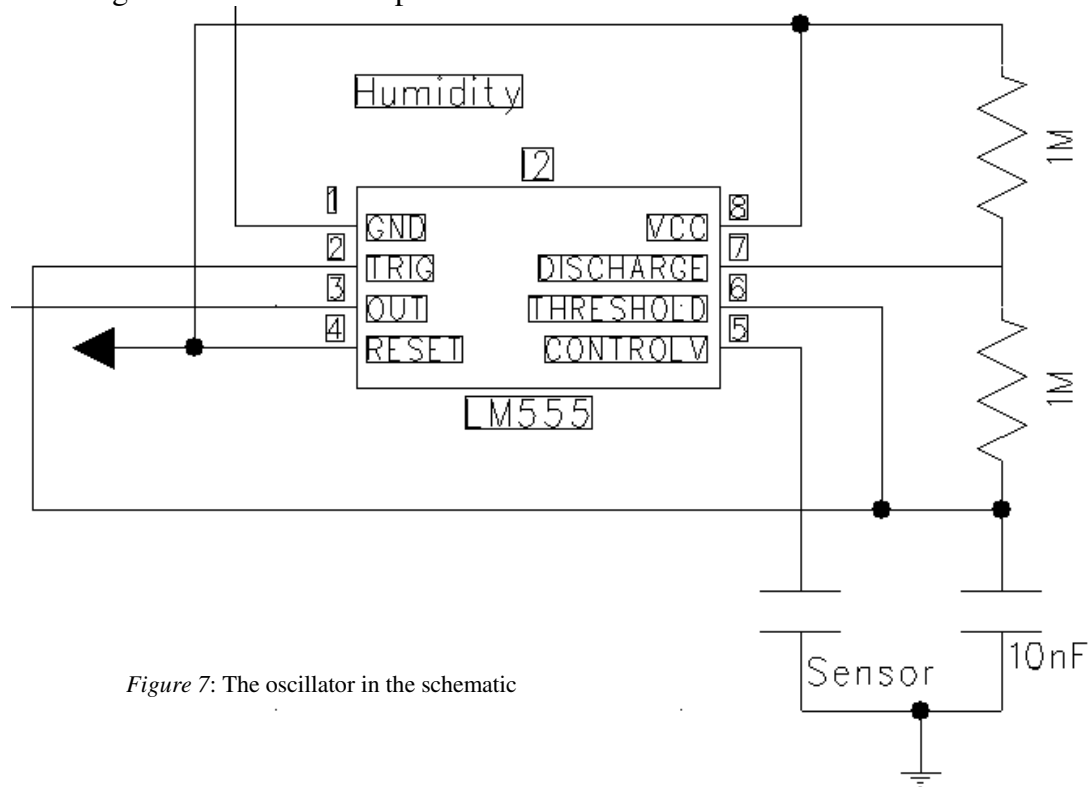 Humidity
I2
1
GND
2
TRIG
3
OUT
4
RESET
8
VCC
7
DISCHARGE
6
THRESHOLD
5
CONTROLV
LM555
1M
1M
Sensor
10nF
Figure 7: The oscillator in the schematic